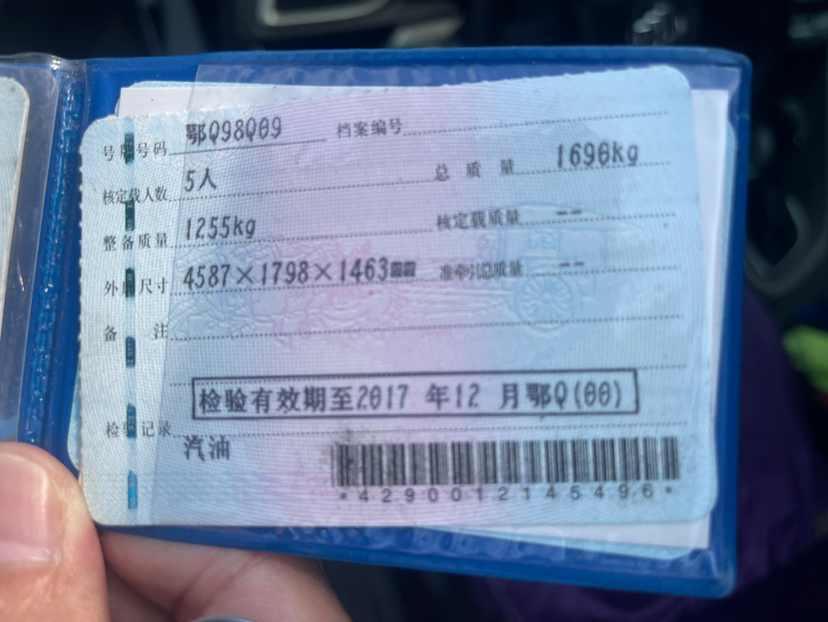 号牌号码 鄂Q98Q09 档案编号
核定载人数 5人 总质量 1690kg
整备质量 1255kg 核定载质量 --
外廓尺寸 4587×1798×1463mm 准牵引总质量 --
备注
检验有效期至2017 年12 月鄂Q(00)
检验记录
汽油
*4290012145496*